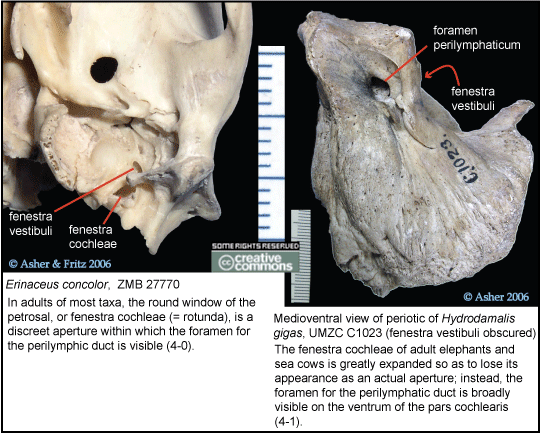 foramen
perilymphaticum
fenestra
vestibuli
C1023.
fenestra
vestibuli
fenestra
cochleae
SOME RIGHTS RESERVED
cc creative
commons
© Asher & Fritz 2006
© Asher 2006
Erinaceus concolor, ZMB 27770
In adults of most taxa, the round window of the
petrosal, or fenestra cochleae (= rotunda), is a
discreet aperture within which the foramen for
the perilymphic duct is visible (4-0).
Medioventral view of periotic of Hydrodamalis
gigas, UMZC C1023 (fenestra vestibuli obscured)
The fenestra cochleae of adult elephants and
sea cows is greatly expanded so as to lose its
appearance as an actual aperture; instead, the
foramen for the perilymphatic duct is broadly
visible on the ventrum of the pars cochlearis
(4-1).